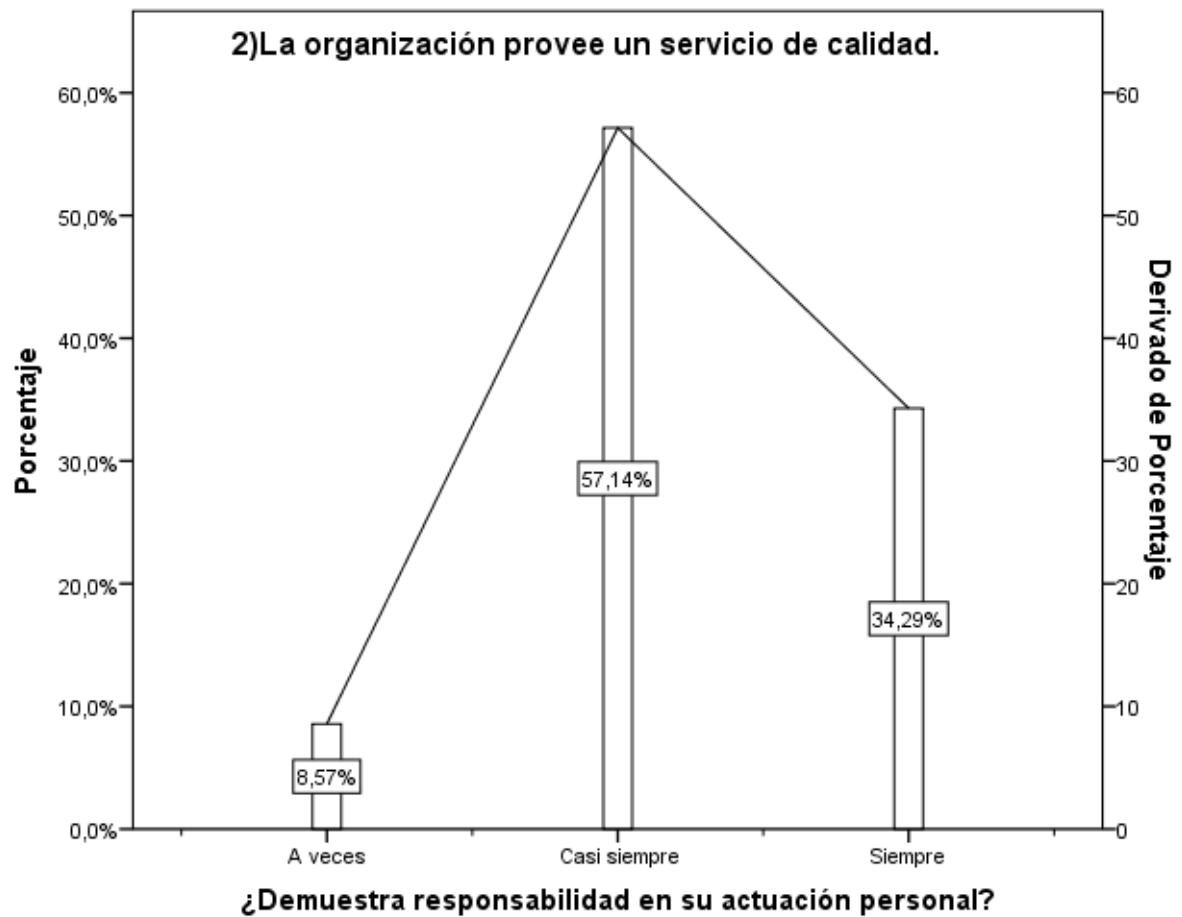 2)La organización provee un servicio de calidad.
Porcentaje
60,0%
50,0%
40,0%
30,0%
20,0%
10,0%
0,0%
8,57%
57,14%
34,29%
60
50
40
30
20
10
0
Derivado de Porcentaje
A veces
Casi siempre
Siempre
¿Demuestra responsabilidad en su actuación personal?